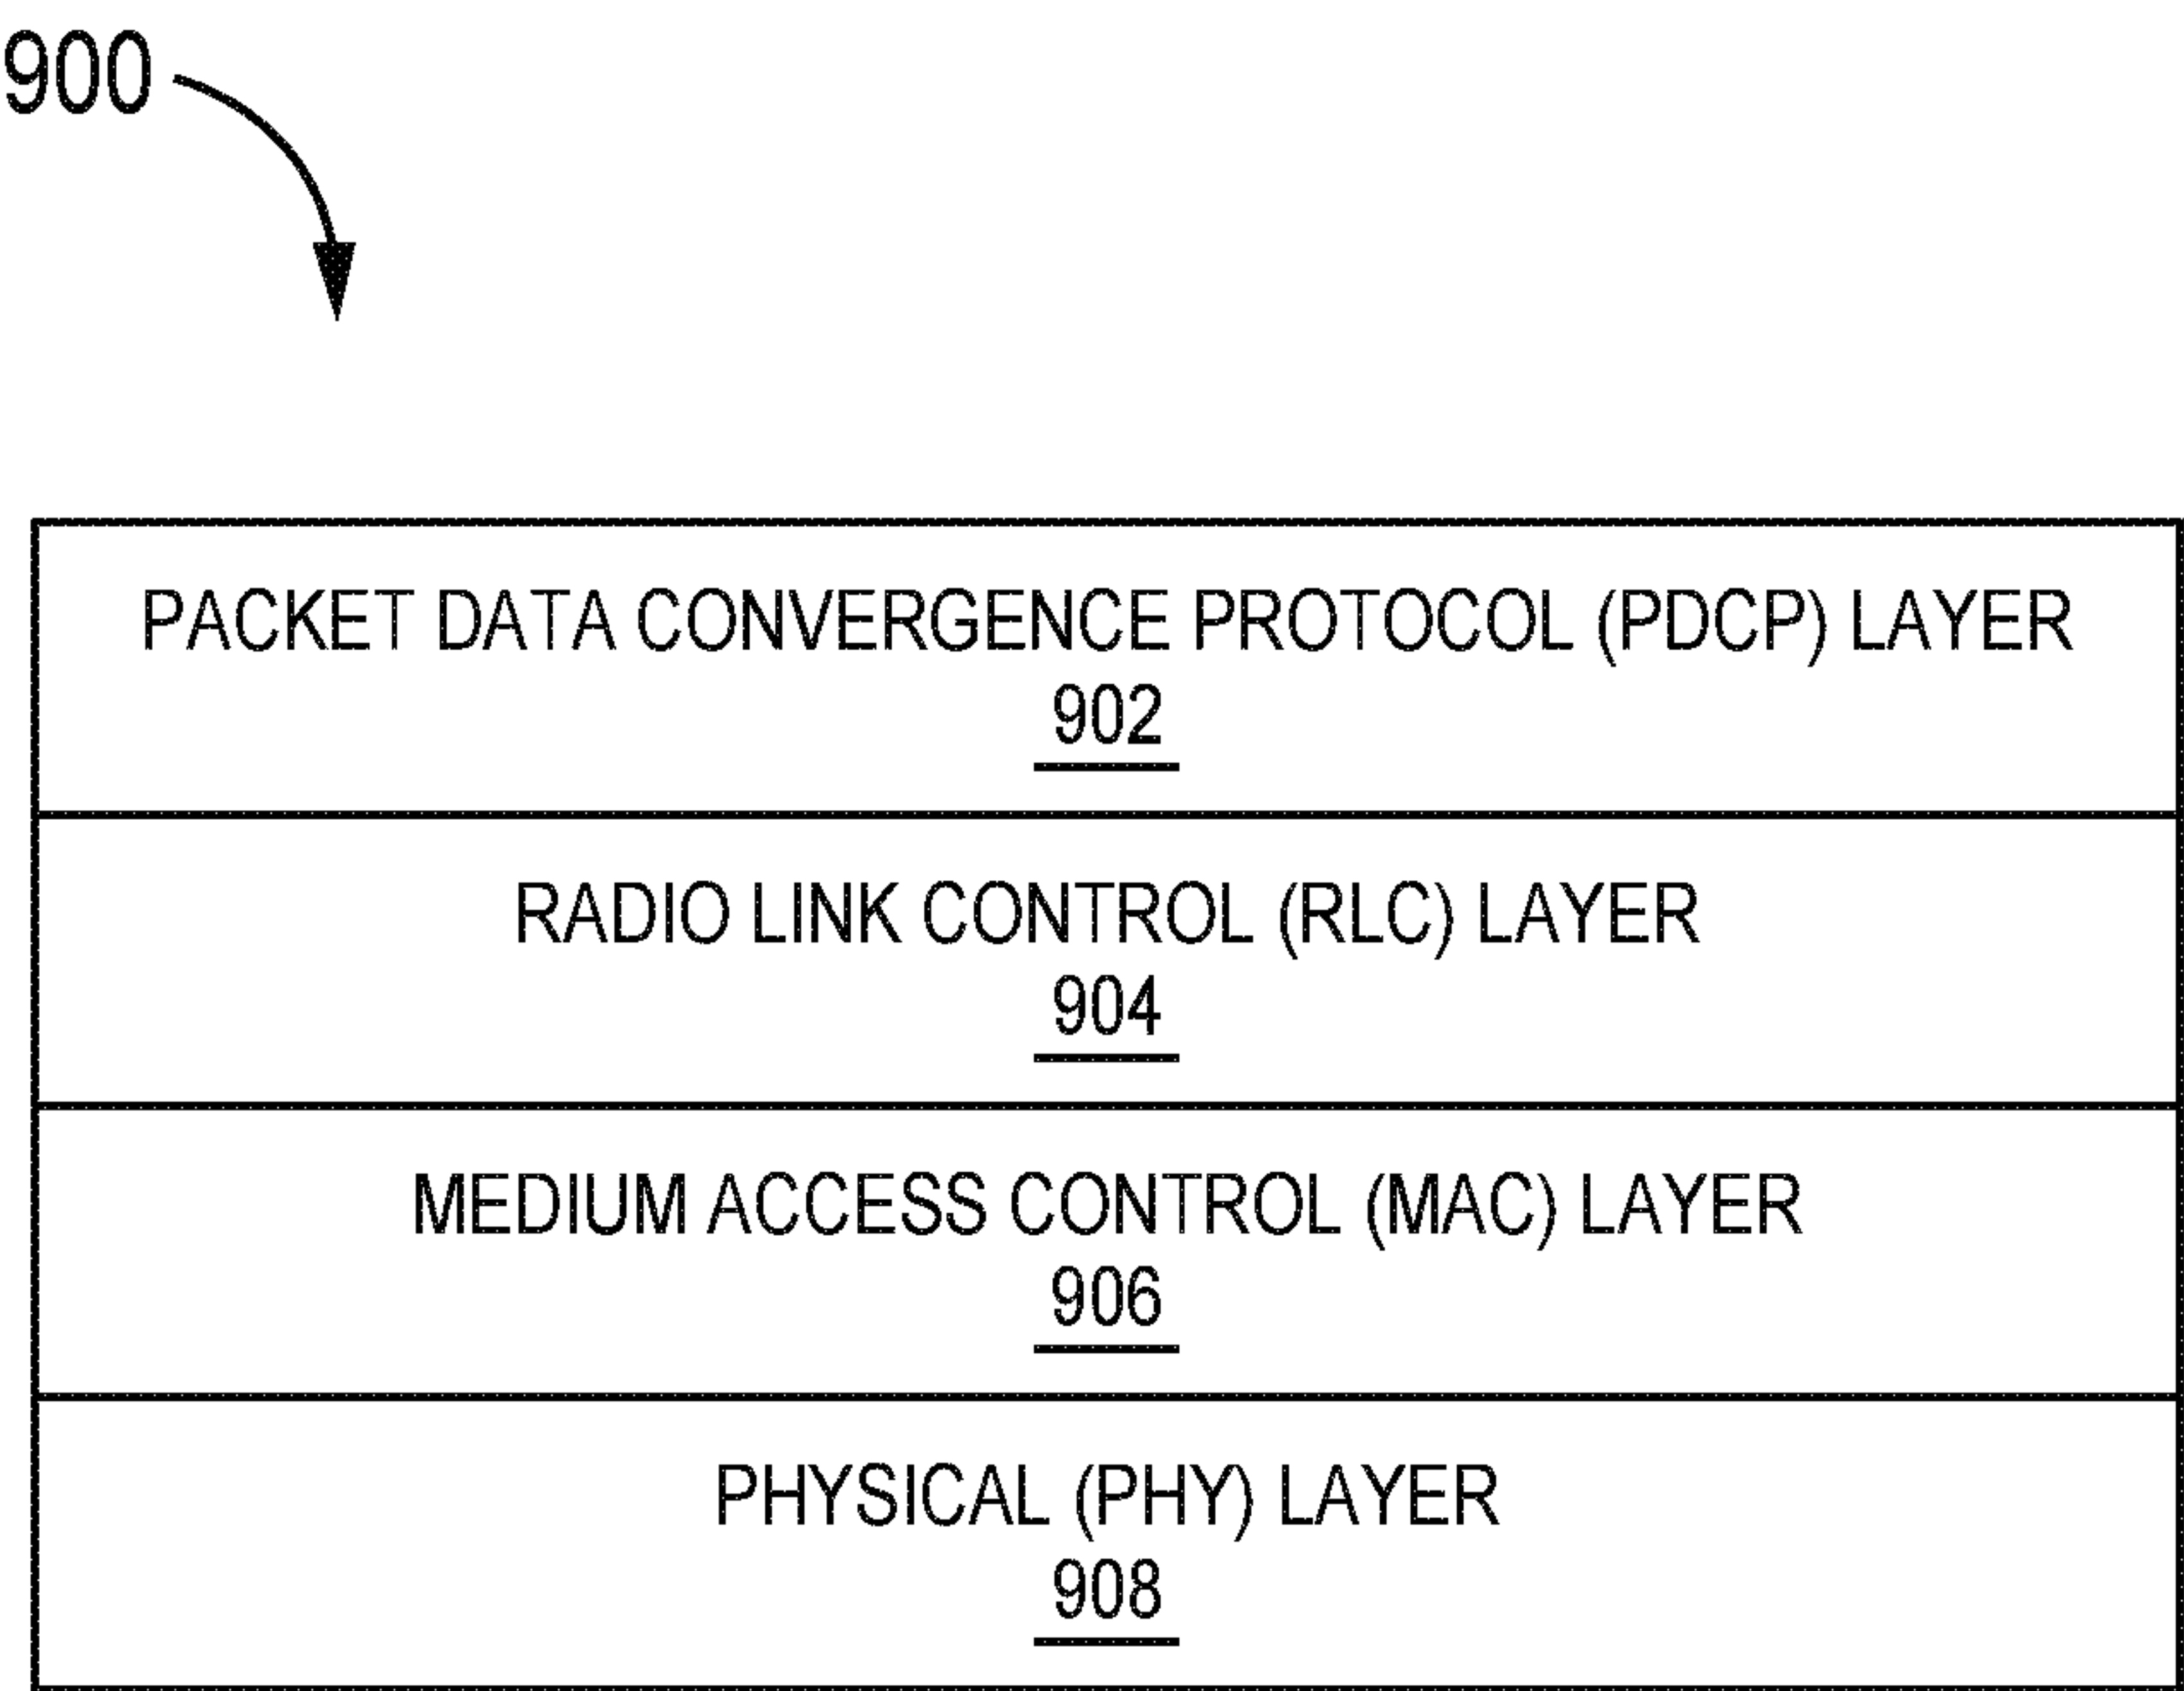 900
PACKET DATA CONVERGENCE PROTOCOL (PDCP) LAYER
902
RADIO LINK CONTROL (RLC) LAYER
904
MEDIUM ACCESS CONTROL (MAC) LAYER
906
PHYSICAL (PHY) LAYER
908